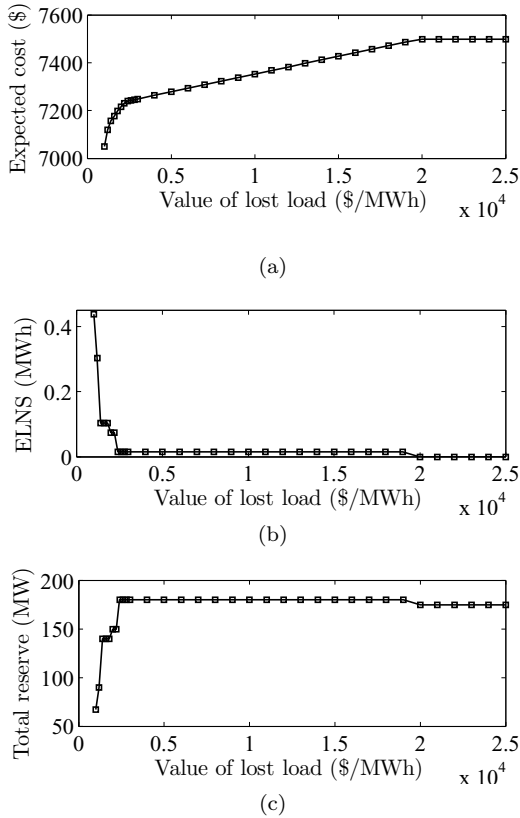 7600
7400
7200
7000
Expected cost ($)
0 0.5 1 1.5 2 2.5
Value of lost load ($/MWh)
x 10^4
(a)
0.4
0.2
0
ELNS (MWh)
0 0.5 1 1.5 2 2.5
Value of lost load ($/MWh)
x 10^4
(b)
200
150
100
50
Total reserve (MW)
0 0.5 1 1.5 2 2.5
Value of lost load ($/MWh)
x 10^4
(c)